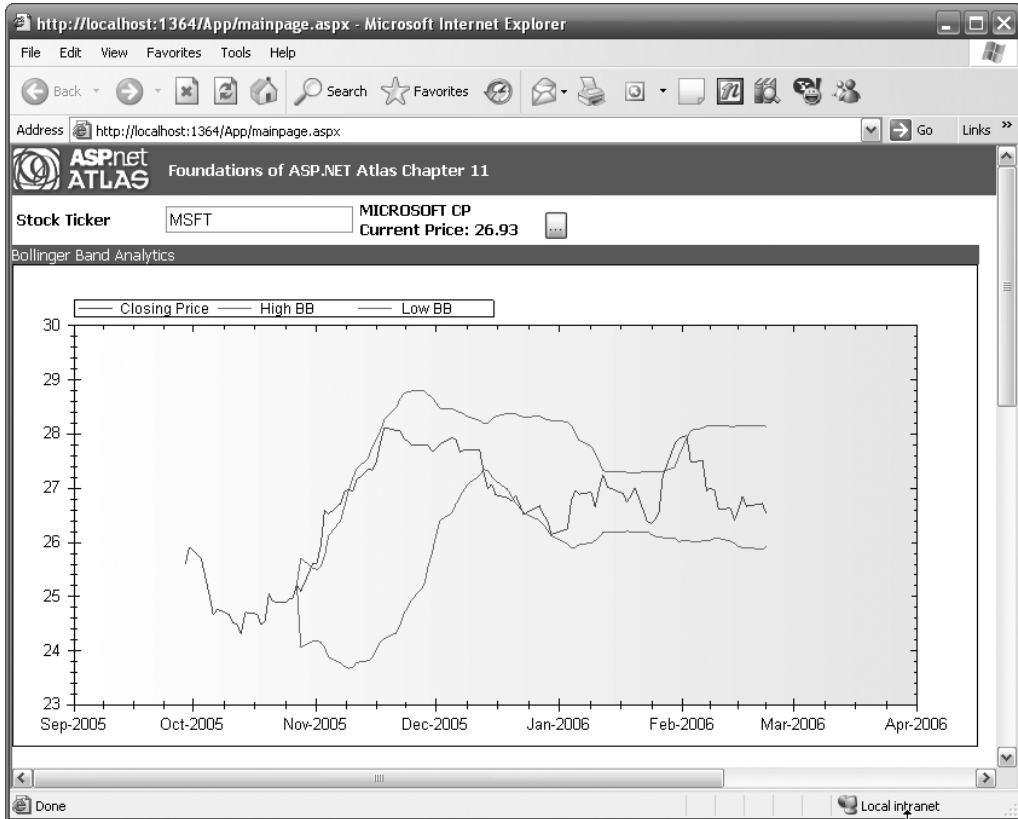 http://localhost:1364/App/mainpage.aspx - Microsoft Internet Explorer
File Edit View Favorites Tools Help
Back Search Favorites
Address http://localhost:1364/App/mainpage.aspx Go Links »
ASP.net
ATLAS
Foundations of ASP.NET Atlas Chapter 11
Stock Ticker MSFT
MICROSOFT CP
Current Price: 26.93
...
Bollinger Band Analytics
Closing Price High BB Low BB
30
29
28
27
26
25
24
23
Sep-2005 Oct-2005 Nov-2005 Dec-2005 Jan-2006 Feb-2006 Mar-2006 Apr-2006
Done Local intranet